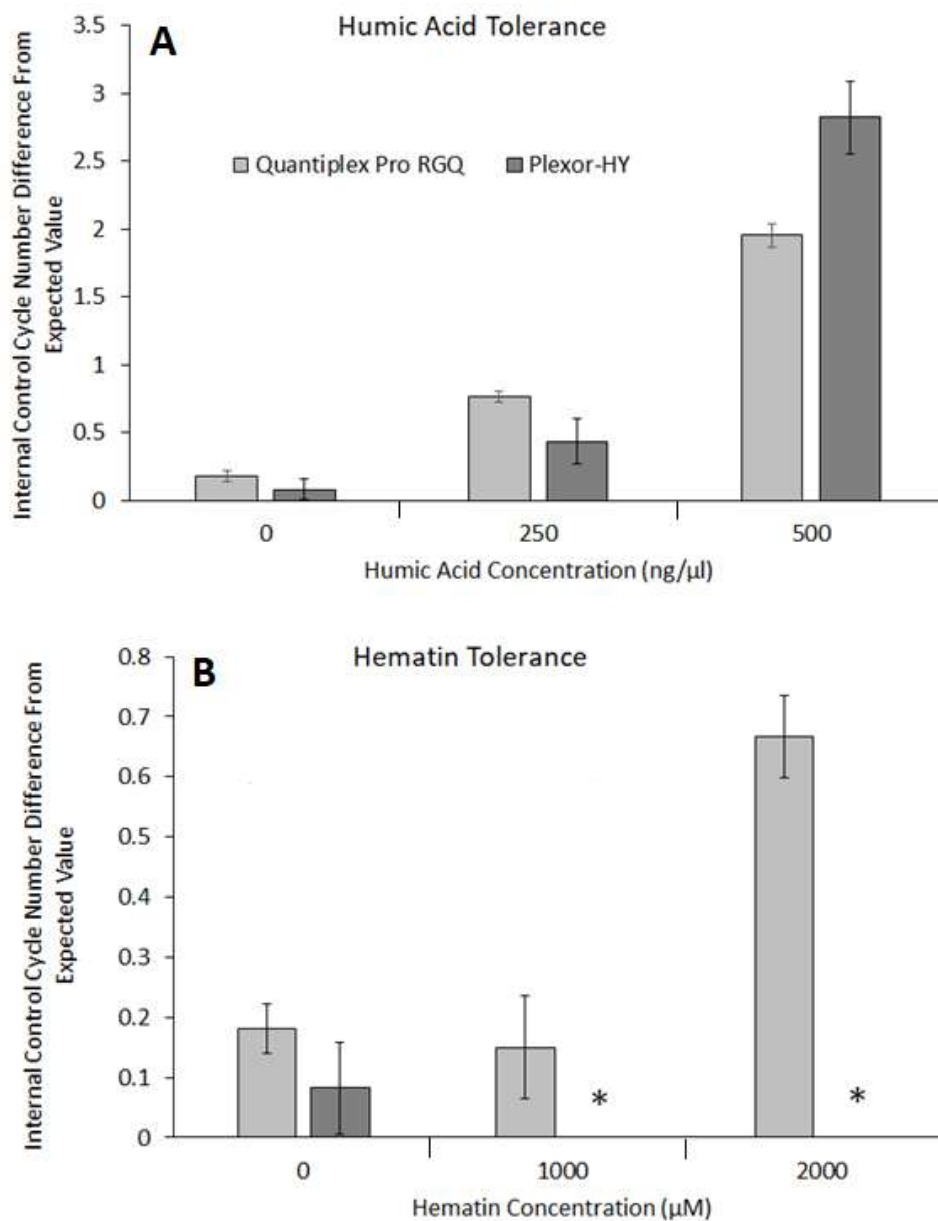 A
Humic Acid Tolerance
Internal Control Cycle Number Difference From
Expected Value
3.5
3
2.5
2
1.5
1
0.5
0
Quantiplex Pro RGQ Plexor-HY
0 250 500
Humic Acid Concentration (ng/µl)
B
Hematin Tolerance
Internal Control Cycle Number Difference From
Expected Value
0.8
0.7
0.6
0.5
0.4
0.3
0.2
0.1
0
* *
0 1000 2000
Hematin Concentration (µM)